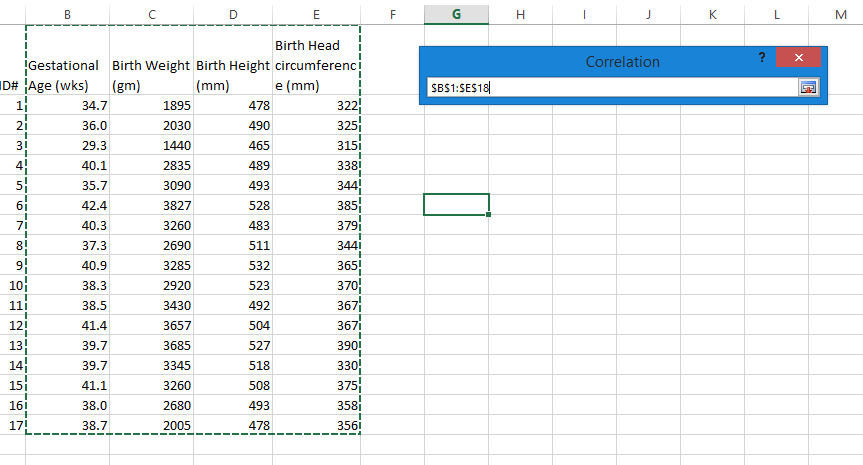 B C D E F G H I J K L M
Birth Head
Gestational Birth Weight Birth Height circumferenc
ID# Age (wks) (gm) (mm) e (mm)
1 34.7 1895 478 322
2 36.0 2030 490 325
3 29.3 1440 465 315
4 40.1 2835 489 338
5 35.7 3090 493 344
6 42.4 3827 528 385
7 40.3 3260 483 379
8 37.3 2690 511 344
9 40.9 3285 532 365
10 38.3 2920 523 370
11 38.5 3430 492 367
12 41.4 3657 504 367
13 39.7 3685 527 390
14 39.7 3345 518 330
15 41.1 3260 508 375
16 38.0 2680 493 358
17 38.7 2005 478 356
Correlation ? ×
$B$1:$E$18